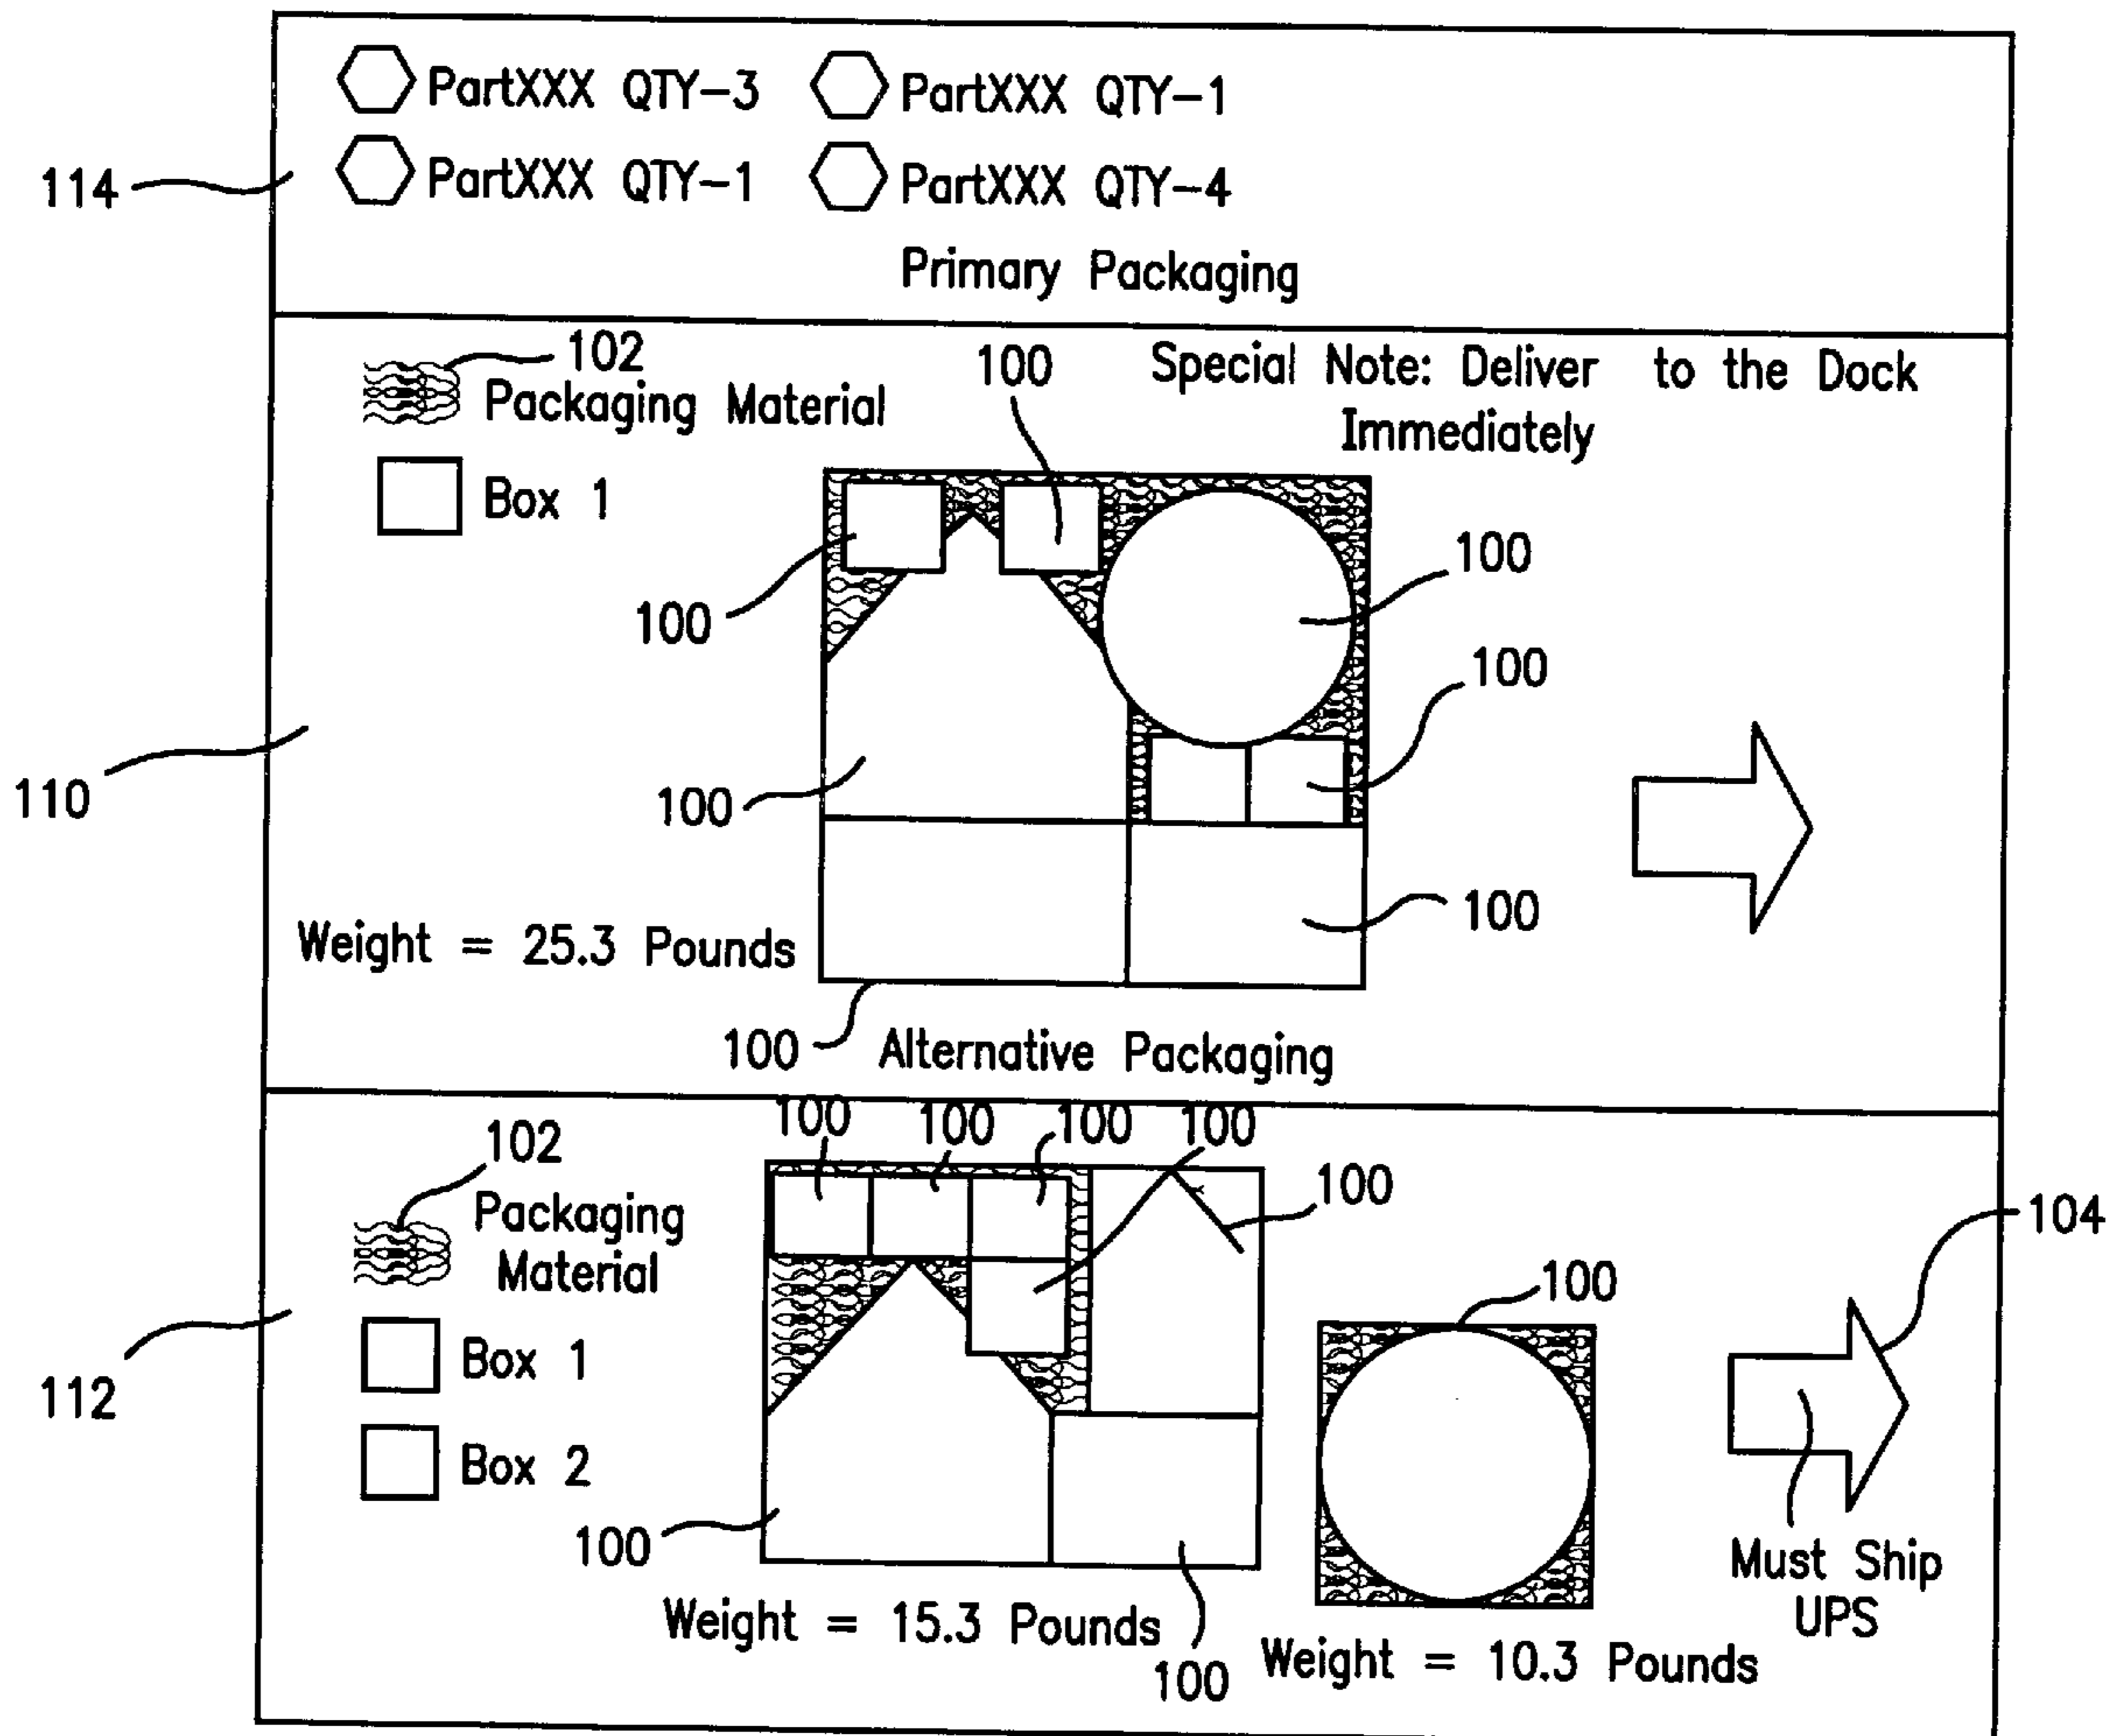 PartXXX QTY-3 PartXXX QTY-1
114
PartXXX QTY-1 PartXXX QTY-4
Primary Packaging
102
100
Special Note: Deliver to the Dock
Immediately
Packaging Material
Box 1
100
100
100
100
110
100
Weight = 25.3 Pounds
100
Alternative Packaging
100 100 100 100
102
100
Packaging
Material
104
100
Box 1
112
Box 2
100
Must Ship
UPS
Weight = 15.3 Pounds
Weight = 10.3 Pounds
100